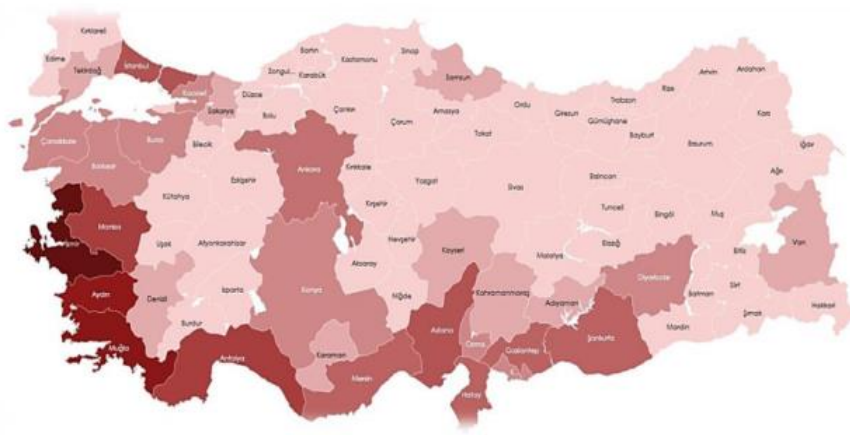 Kırklareli
Edirne
Tekirdağ
İstanbul
Kocaeli
Sakarya
Düzce
Zongul...
Bartın
Karabük
Kastamonu
Sinop
Samsun
Bolu
Çankırı
Çorum
Amasya
Tokat
Ordu
Giresun
Gümüşhane
Trabzon
Rize
Artvin
Ardahan
Kars
Bayburt
Erzurum
Iğdır
Ağrı
Çanakkale
Balıkesir
Bursa
Bilecik
Eskişehir
Ankara
Kırıkkale
Kırşehir
Yozgat
Sivas
Erzincan
Tunceli
Bingöl
Muş
Bitlis
Van
İzmir
Manisa
Kütahya
Uşak
Afyonkarahisar
Konya
Aksaray
Nevşehir
Kayseri
Malatya
Elazığ
Diyarbakır
Batman
Siirt
Şırnak
Hakkari
Mardin
Aydın
Denizli
Isparta
Burdur
Muğla
Antalya
Karaman
Niğde
Mersin
Adana
Kahramanmaraş
Adıyaman
Osma...
Gaziantep
Şanlıurfa
Hatay